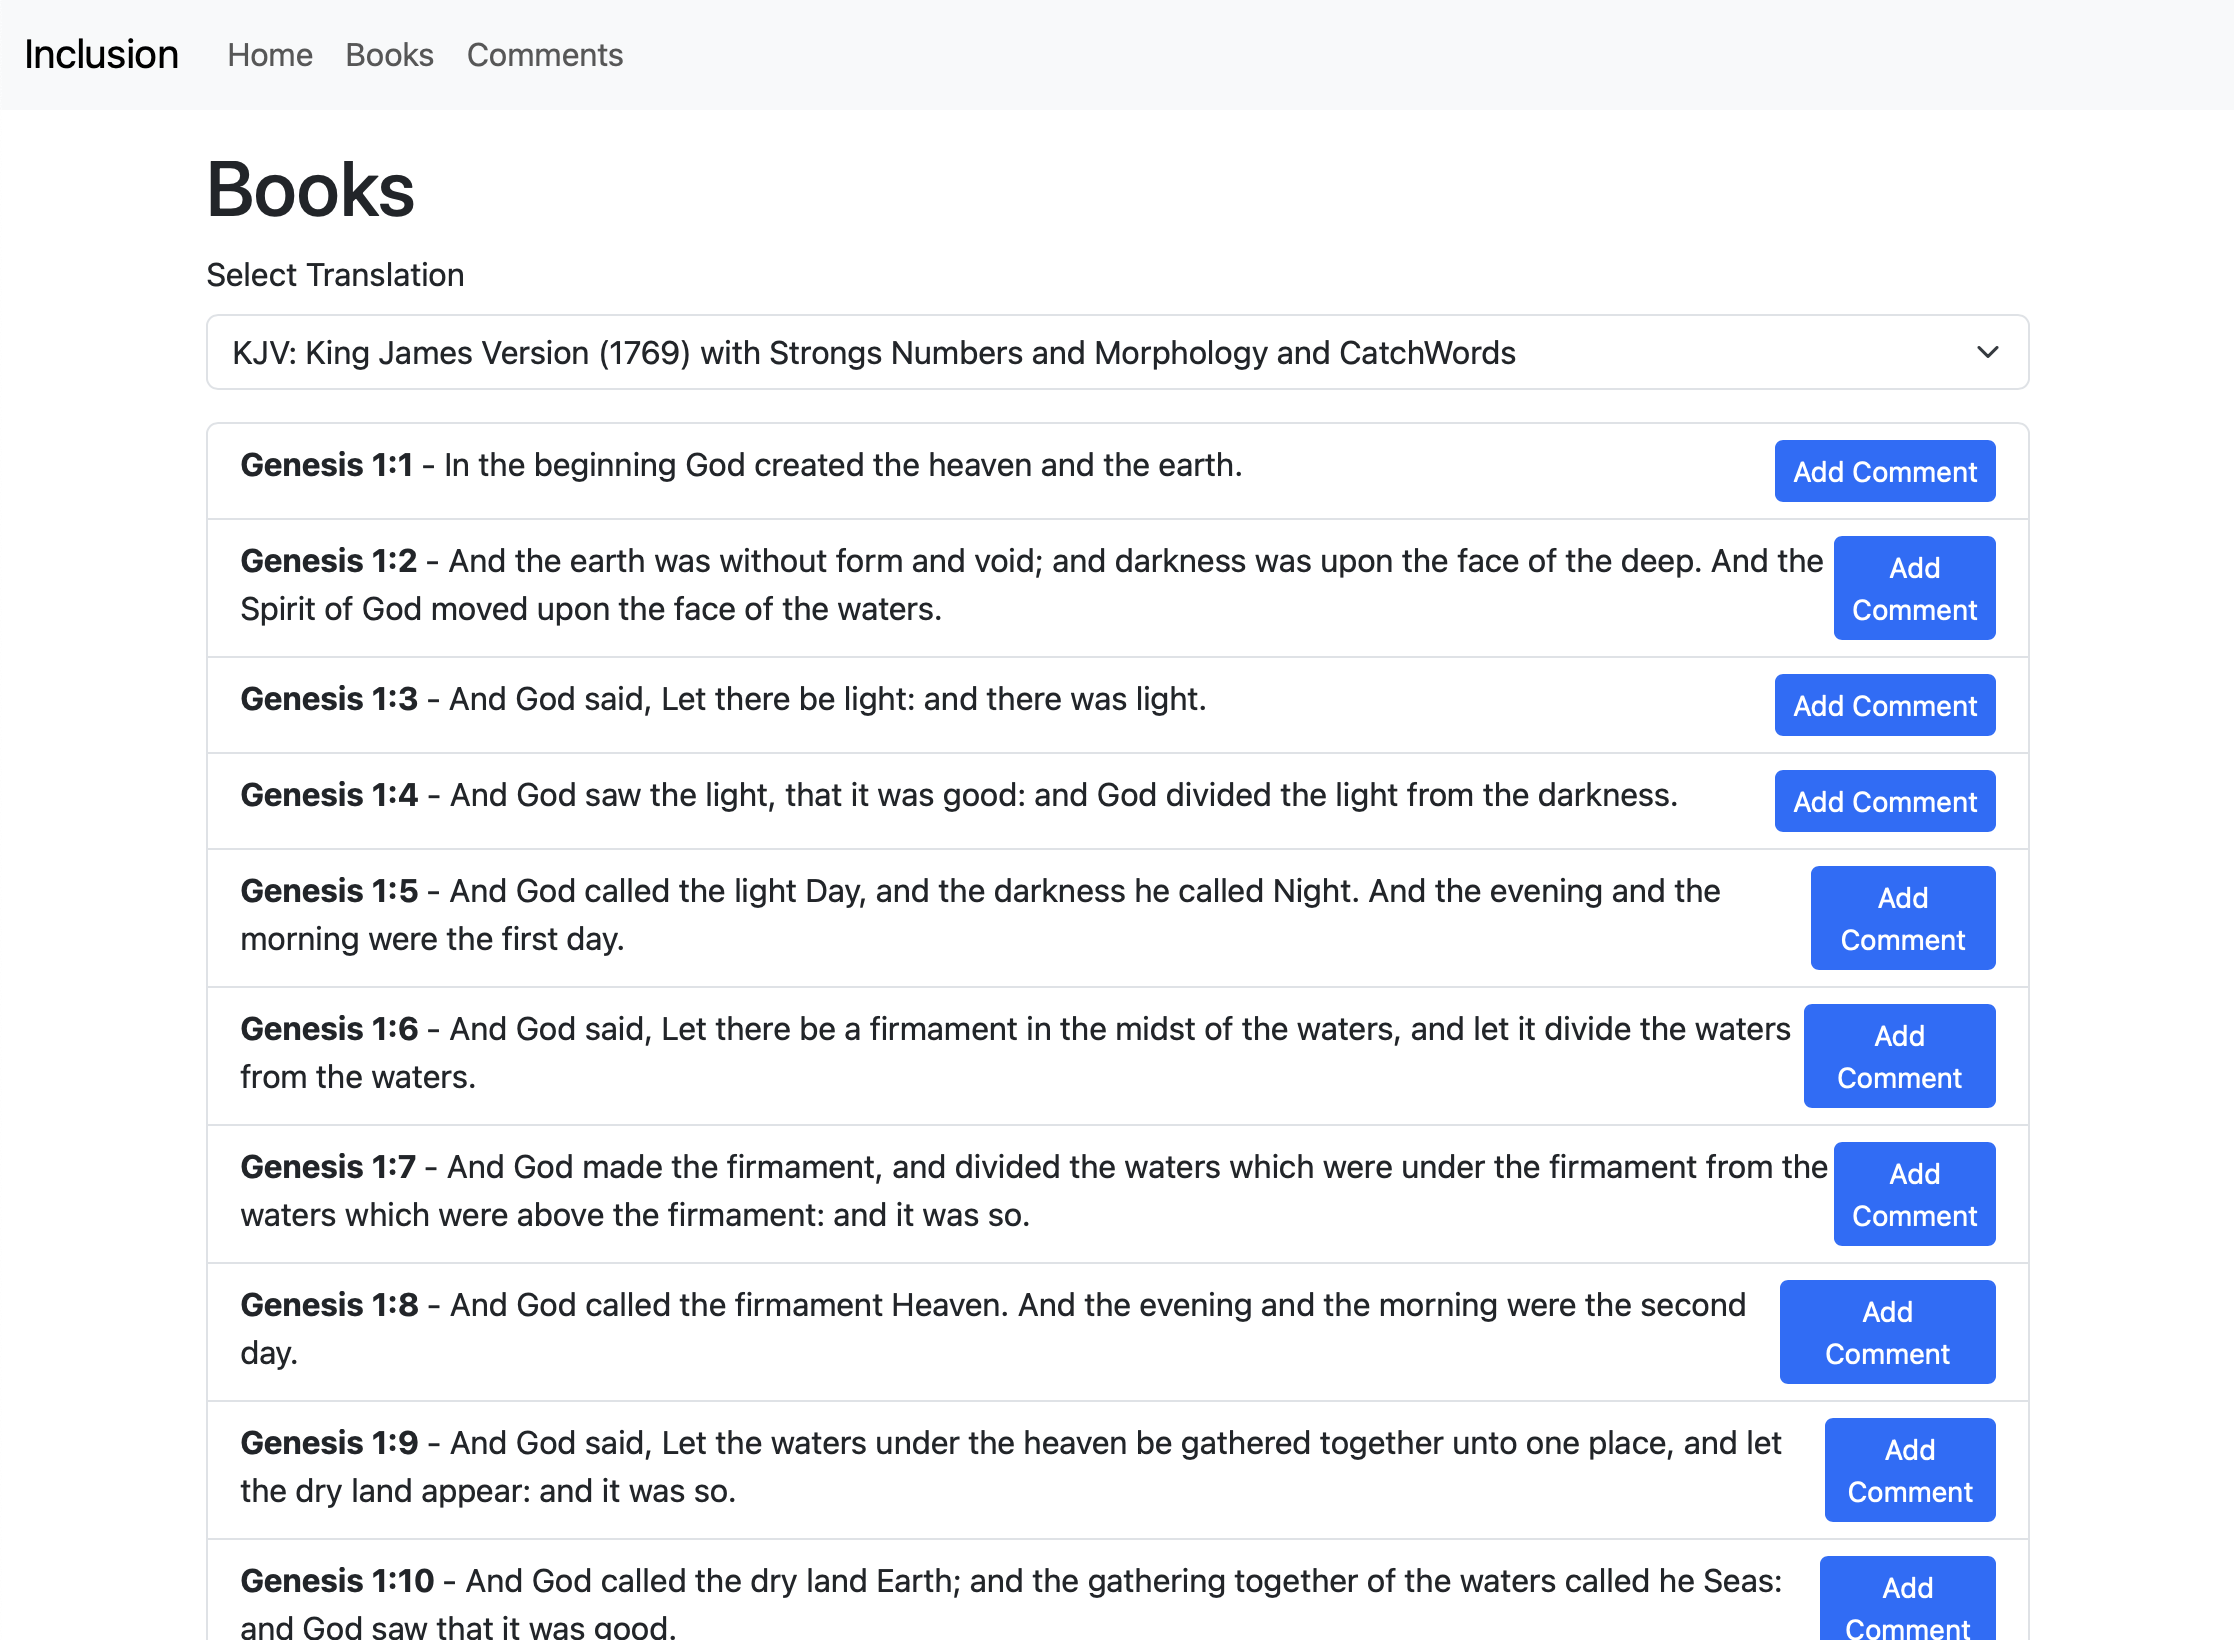 Inclusion Home Books Comments
Books
Select Translation
KJV: King James Version (1769) with Strongs Numbers and Morphology and CatchWords
Genesis 1:1 - In the beginning God created the heaven and the earth.
Add Comment
Genesis 1:2 - And the earth was without form and void; and darkness was upon the face of the deep. And the
Spirit of God moved upon the face of the waters.
Add
Comment
Genesis 1:3 - And God said, Let there be light: and there was light.
Add Comment
Genesis 1:4 - And God saw the light, that it was good: and God divided the light from the darkness.
Add Comment
Genesis 1:5 - And God called the light Day, and the darkness he called Night. And the evening and the
morning were the first day.
Add
Comment
Genesis 1:6 - And God said, Let there be a firmament in the midst of the waters, and let it divide the waters
from the waters.
Add
Comment
Genesis 1:7 - And God made the firmament, and divided the waters which were under the firmament from the
waters which were above the firmament: and it was so.
Add
Comment
Genesis 1:8 - And God called the firmament Heaven. And the evening and the morning were the second
day.
Add
Comment
Genesis 1:9 - And God said, Let the waters under the heaven be gathered together unto one place, and let
the dry land appear: and it was so.
Add
Comment
Genesis 1:10 - And God called the dry land Earth; and the gathering together of the waters called he Seas:
and God saw that it was good.
Add
Comment